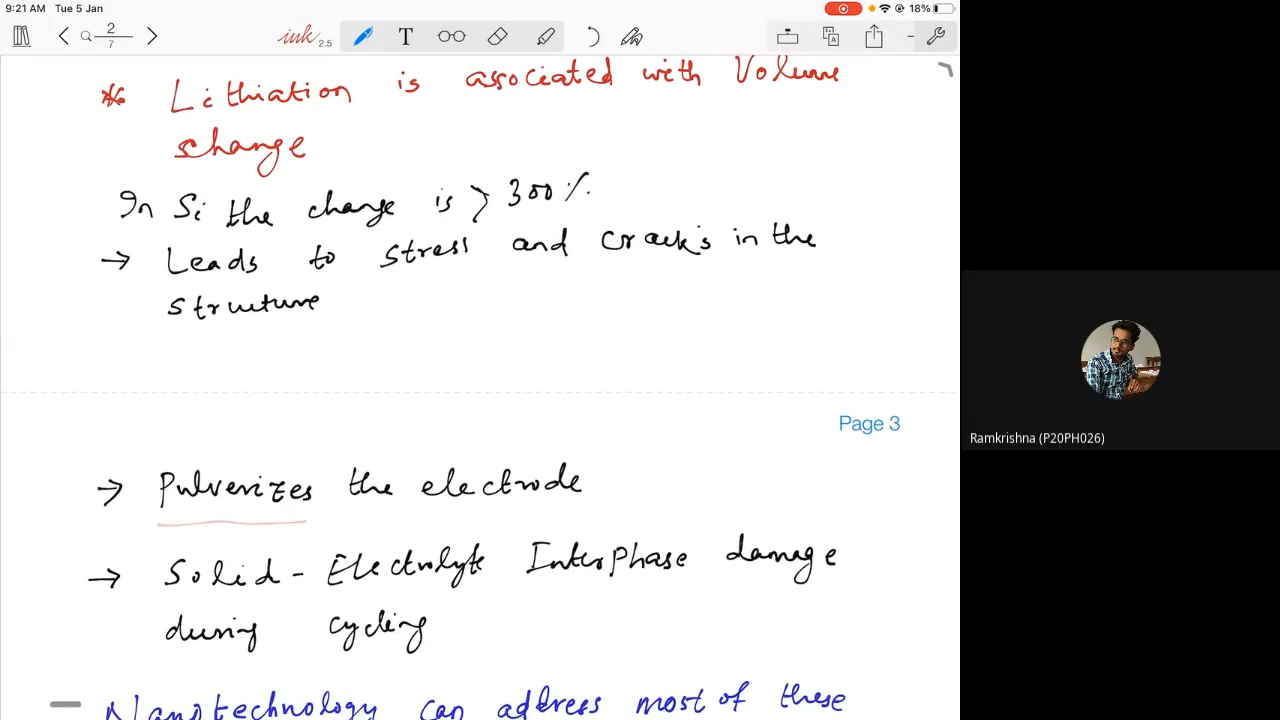 9:21 AM Tue 5 Jan
18%
2
7
ink 2.5
T
* Lithiation is associated with Volume
change
In Si the change is > 300 %.
→ Leads to stress and cracks in the
structure
Page 3
→ Pulverizes the electrode
→ Solid-Electrolyte Interphase damage
during cycling
Nanotechnology can address most of these
Ramkrishna (P20PH026)